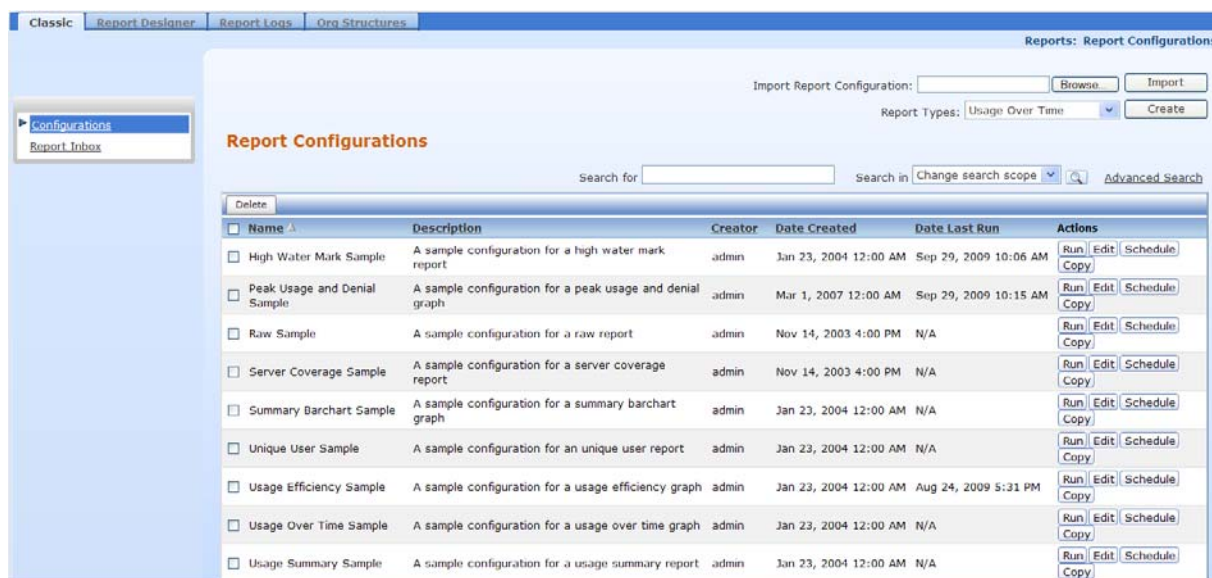 Classic Report Designer Report Logs Org Structures
Reports: Report Configurations
Import Report Configuration: Browse... Import
Report Types: Usage Over Time Create
Configurations
Report Inbox
Report Configurations
Search for Search in Change search scope Advanced Search
Delete
Name Description Creator Date Created Date Last Run Actions
High Water Mark Sample A sample configuration for a high water mark report admin Jan 23, 2004 12:00 AM Sep 29, 2009 10:06 AM Run Edit Schedule Copy
Peak Usage and Denial Sample A sample configuration for a peak usage and denial graph admin Mar 1, 2007 12:00 AM Sep 29, 2009 10:15 AM Run Edit Schedule Copy
Raw Sample A sample configuration for a raw report admin Nov 14, 2003 4:00 PM N/A Run Edit Schedule Copy
Server Coverage Sample A sample configuration for a server coverage report admin Nov 14, 2003 4:00 PM N/A Run Edit Schedule Copy
Summary Barchart Sample A sample configuration for a summary barchart graph admin Jan 23, 2004 12:00 AM N/A Run Edit Schedule Copy
Unique User Sample A sample configuration for an unique user report admin Jan 23, 2004 12:00 AM N/A Run Edit Schedule Copy
Usage Efficiency Sample A sample configuration for a usage efficiency graph admin Jan 23, 2004 12:00 AM Aug 24, 2009 5:31 PM Run Edit Schedule Copy
Usage Over Time Sample A sample configuration for a usage over time graph admin Jan 23, 2004 12:00 AM N/A Run Edit Schedule Copy
Usage Summary Sample A sample configuration for a usage summary report admin Jan 23, 2004 12:00 AM N/A Run Edit Schedule Copy